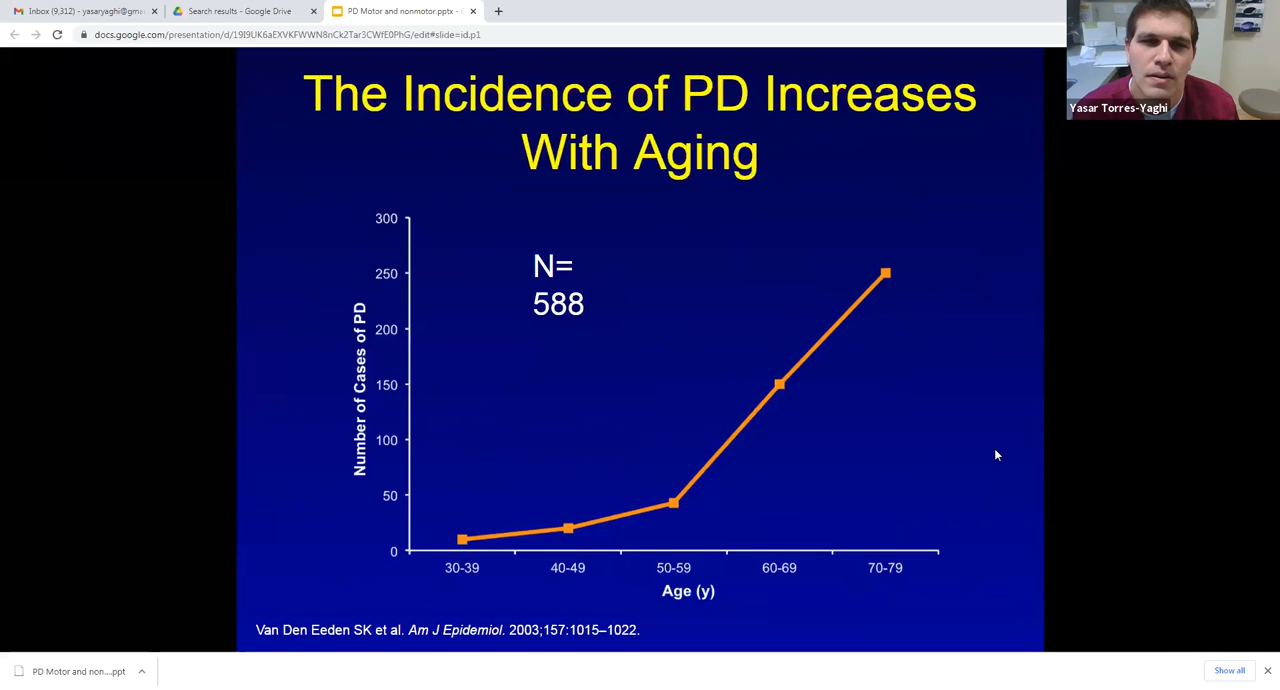 Inbox (9,312) - yasaryaghi@gma
Search results - Google Drive
PD Motor and nonmotor.pptx - G
docs.google.com/presentation/d/19I9UK6aEXVKFWWN8nCk2Tar3CWfE0PhG/edit#slide=id.p1
Yasar Torres-Yaghi
The Incidence of PD Increases
With Aging
N=
588
Number of Cases of PD
300
250
200
150
100
50
0
30-39 40-49 50-59 60-69 70-79
Age (y)
Van Den Eeden SK et al. Am J Epidemiol. 2003;157:1015–1022.
PD Motor and non....ppt
Show all